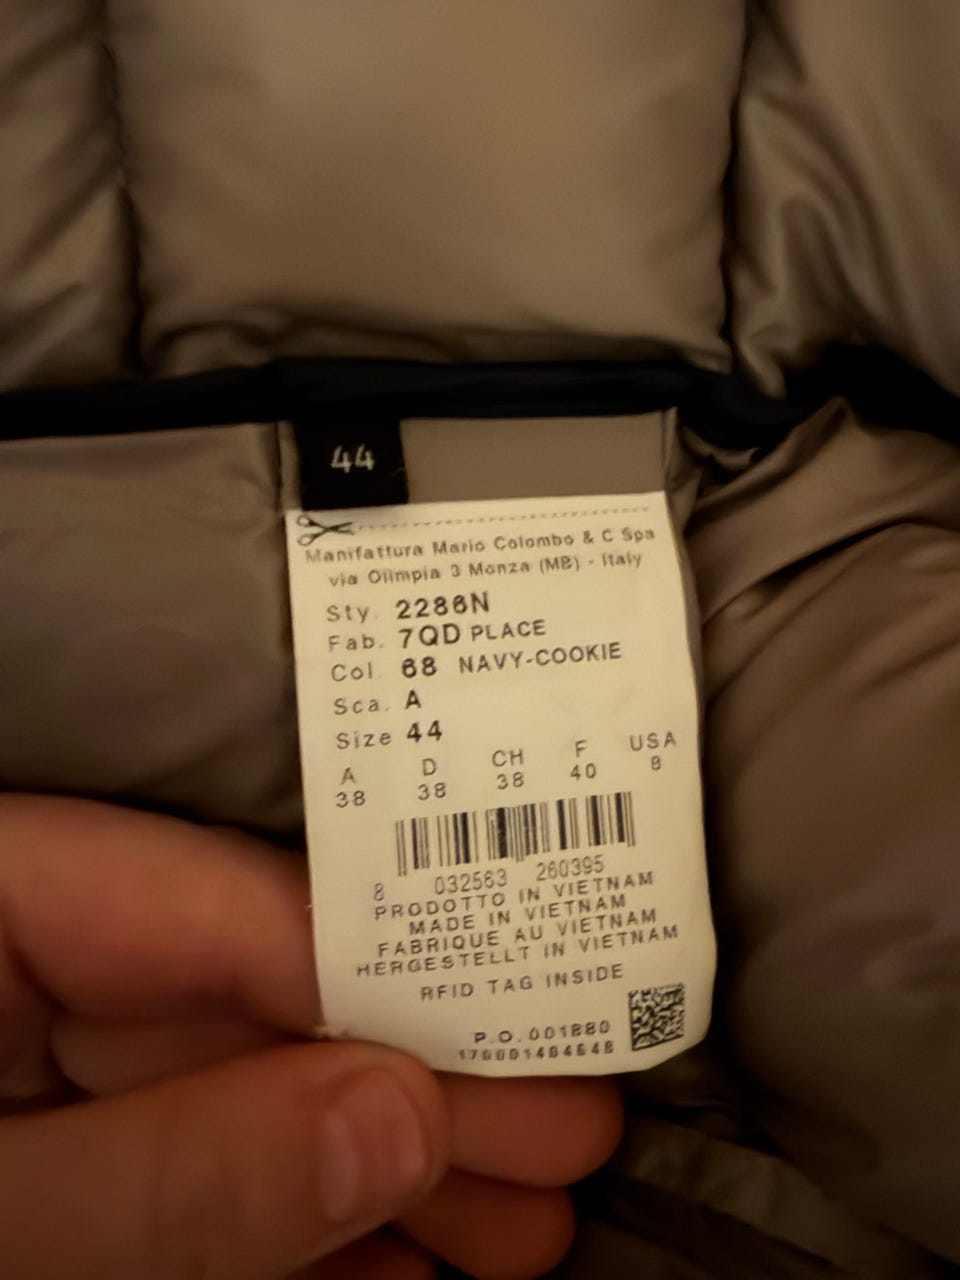 44
Manifattura Mario Colombo & C Spa
via Olimpia 3 Monza (MB) - Italy
Sty. 2286N
Fab. 7QD PLACE
Col. 68 NAVY-COOKIE
Sca. A
Size 44
A D CH F USA
38 38 38 40 8
8 032563 260395
PRODOTTO IN VIETNAM
MADE IN VIETNAM
FABRIQUE AU VIETNAM
HERGESTELLT IN VIETNAM
RFID TAG INSIDE
P.O. 001880